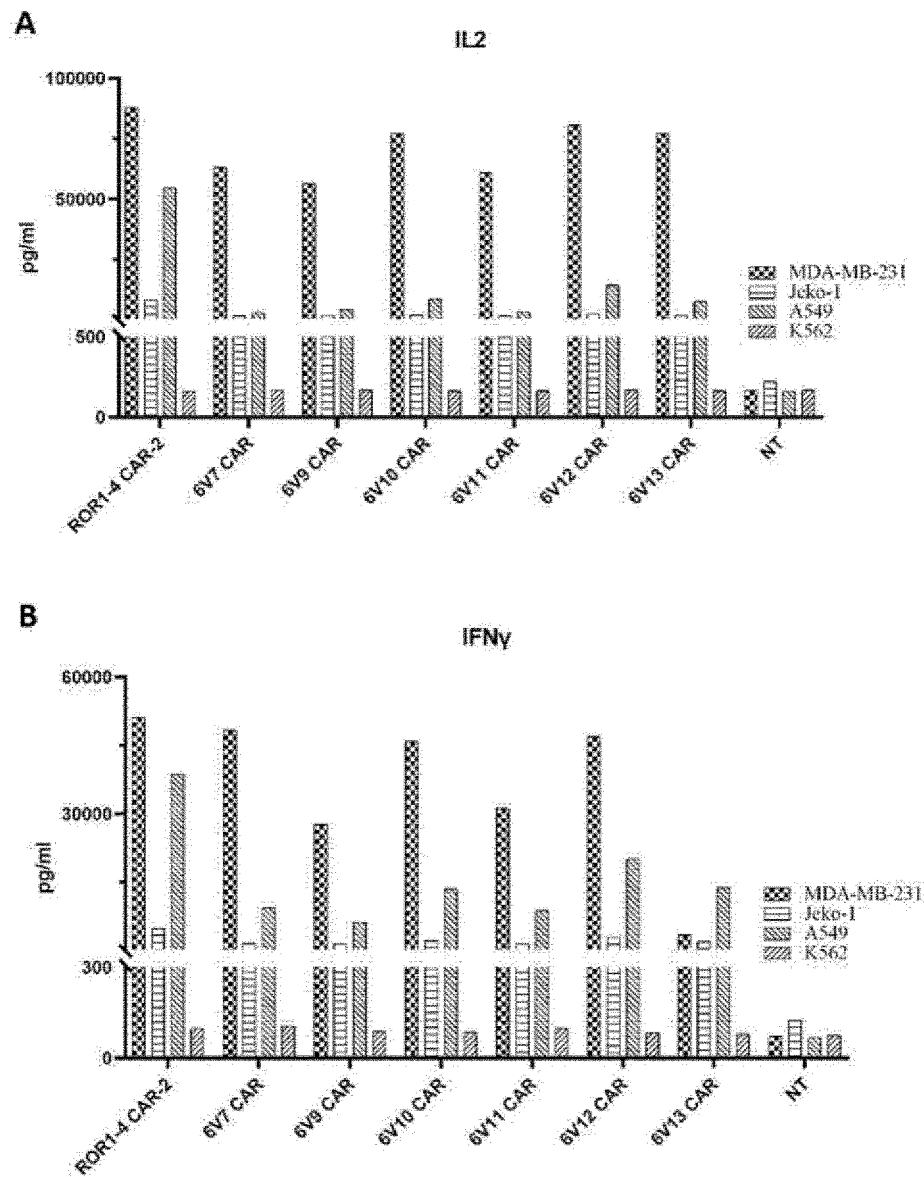 A
IL2
100000
50000
500
0
pg/ml
MDA-MB-231
Jeko-1
A549
K562
ROR1-4 CAR-2
6V7 CAR
6V9 CAR
6V10 CAR
6V11 CAR
6V12 CAR
6V13 CAR
NT
B
IFNγ
60000
30000
300
0
pg/ml
MDA-MB-231
Jeko-1
A549
K562
ROR1-4 CAR-2
6V7 CAR
6V9 CAR
6V10 CAR
6V11 CAR
6V12 CAR
6V13 CAR
NT